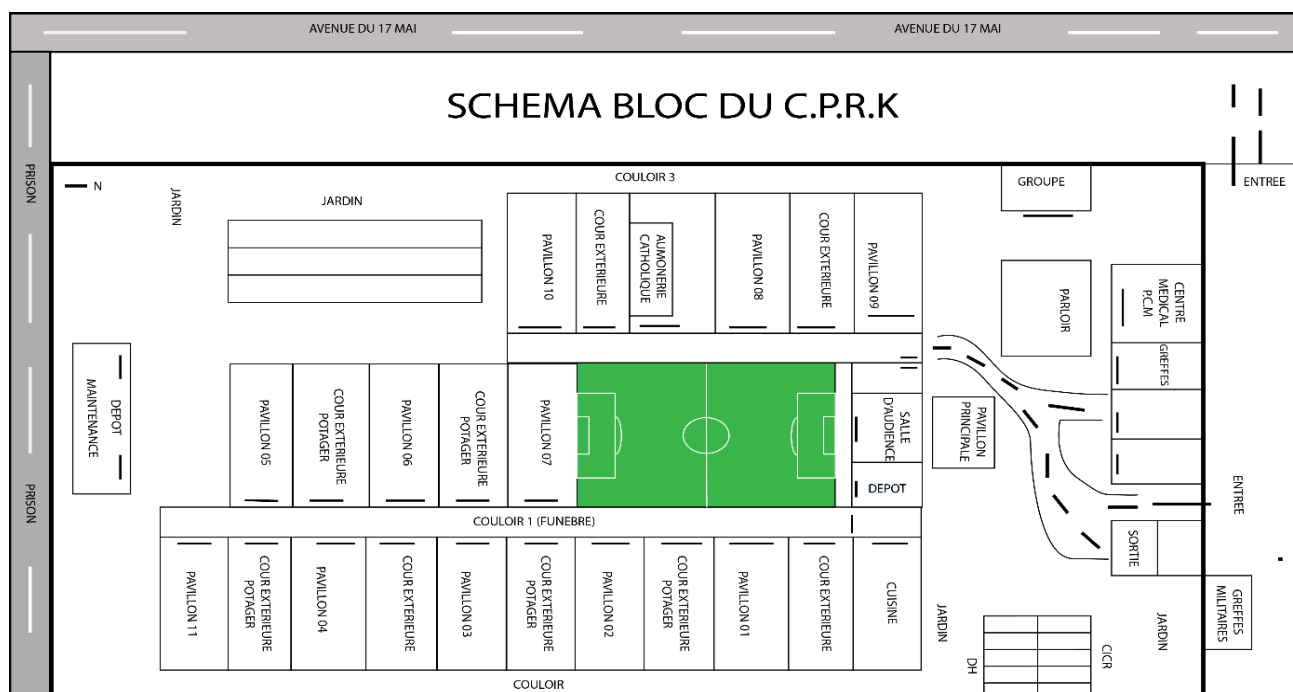 AVENUE DU 17 MAI
AVENUE DU 17 MAI
SCHEMA BLOC DU C.P.R.K
PRISON
N
JARDIN
JARDIN
COULOIR 3
GROUPE
ENTREE
PAVILLON 10
COUR EXTERIEURE
AUMONERIE
CATHOLIQUE
PAVILLON 08
COUR EXTERIEURE
PAVILLON 09
PARLOIR
CENTRE
MEDICAL
P.C.M
GREFFES
DEPOT
MAINTENANCE
PAVILLON 05
COUR EXTERIEURE
POTAGER
PAVILLON 06
COUR EXTERIEURE
POTAGER
PAVILLON 07
SALLE
D'AUDIENCE
PAVILLON
PRINCIPALE
DEPOT
PRISON
ENTREE
COULOIR 1 (FUNEBRE)
SORTIE
PAVILLON 11
COUR EXTERIEURE
POTAGER
PAVILLON 04
COUR EXTERIEURE
PAVILLON 03
COUR EXTERIEURE
POTAGER
PAVILLON 02
COUR EXTERIEURE
POTAGER
PAVILLON 01
COUR EXTERIEURE
CUISINE
JARDIN
DH
CICR
JARDIN
GREFFES
MILITAIRES
COULOIR